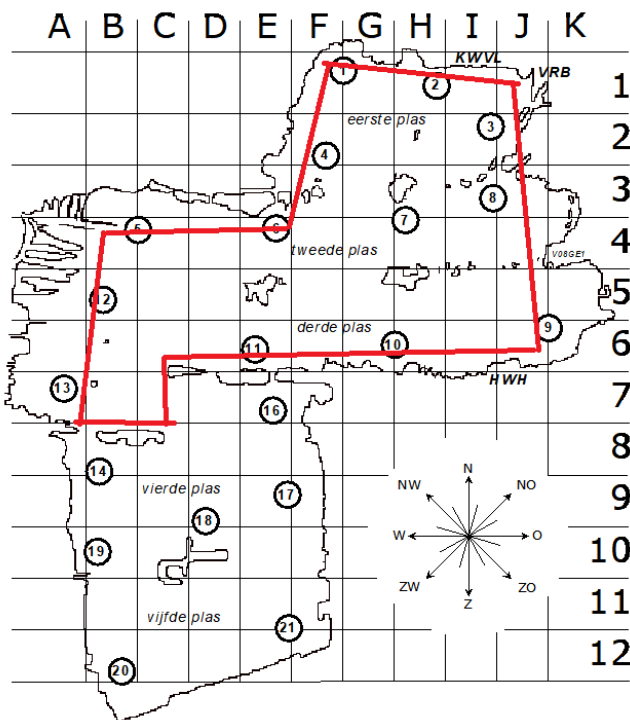 A B C D E F G H I J K
KWVL
VRB
1
1
2
eerste plas
3
2
4
3
8
7
5
6
4
tweede plas
V08GE1
12
5
derde plas
9
10
11
6
HWH
13
7
16
8
14
N
NW
NO
vierde plas
17
9
18
W
O
19
10
ZW
Z
ZO
vijfde plas
11
21
12
20